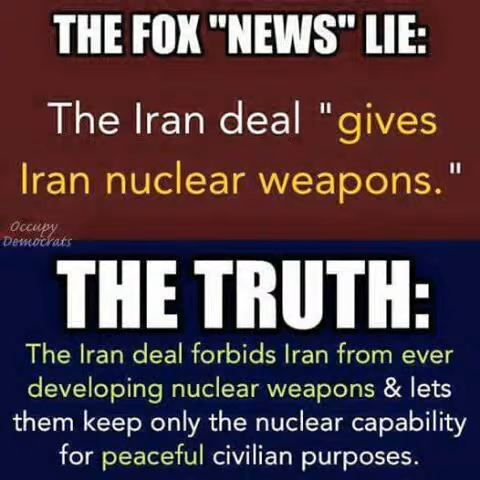 THE FOX "NEWS" LIE:
The Iran deal "gives
Iran nuclear weapons."
Occupy
Democrats
THE TRUTH:
The Iran deal forbids Iran from ever
developing nuclear weapons & lets
them keep only the nuclear capability
for peaceful civilian purposes.